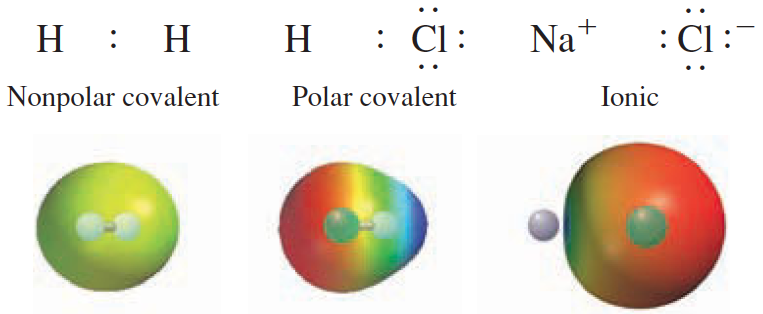 H : H    H : Cl :    Na+    : Cl :−
Nonpolar covalent    Polar covalent    Ionic